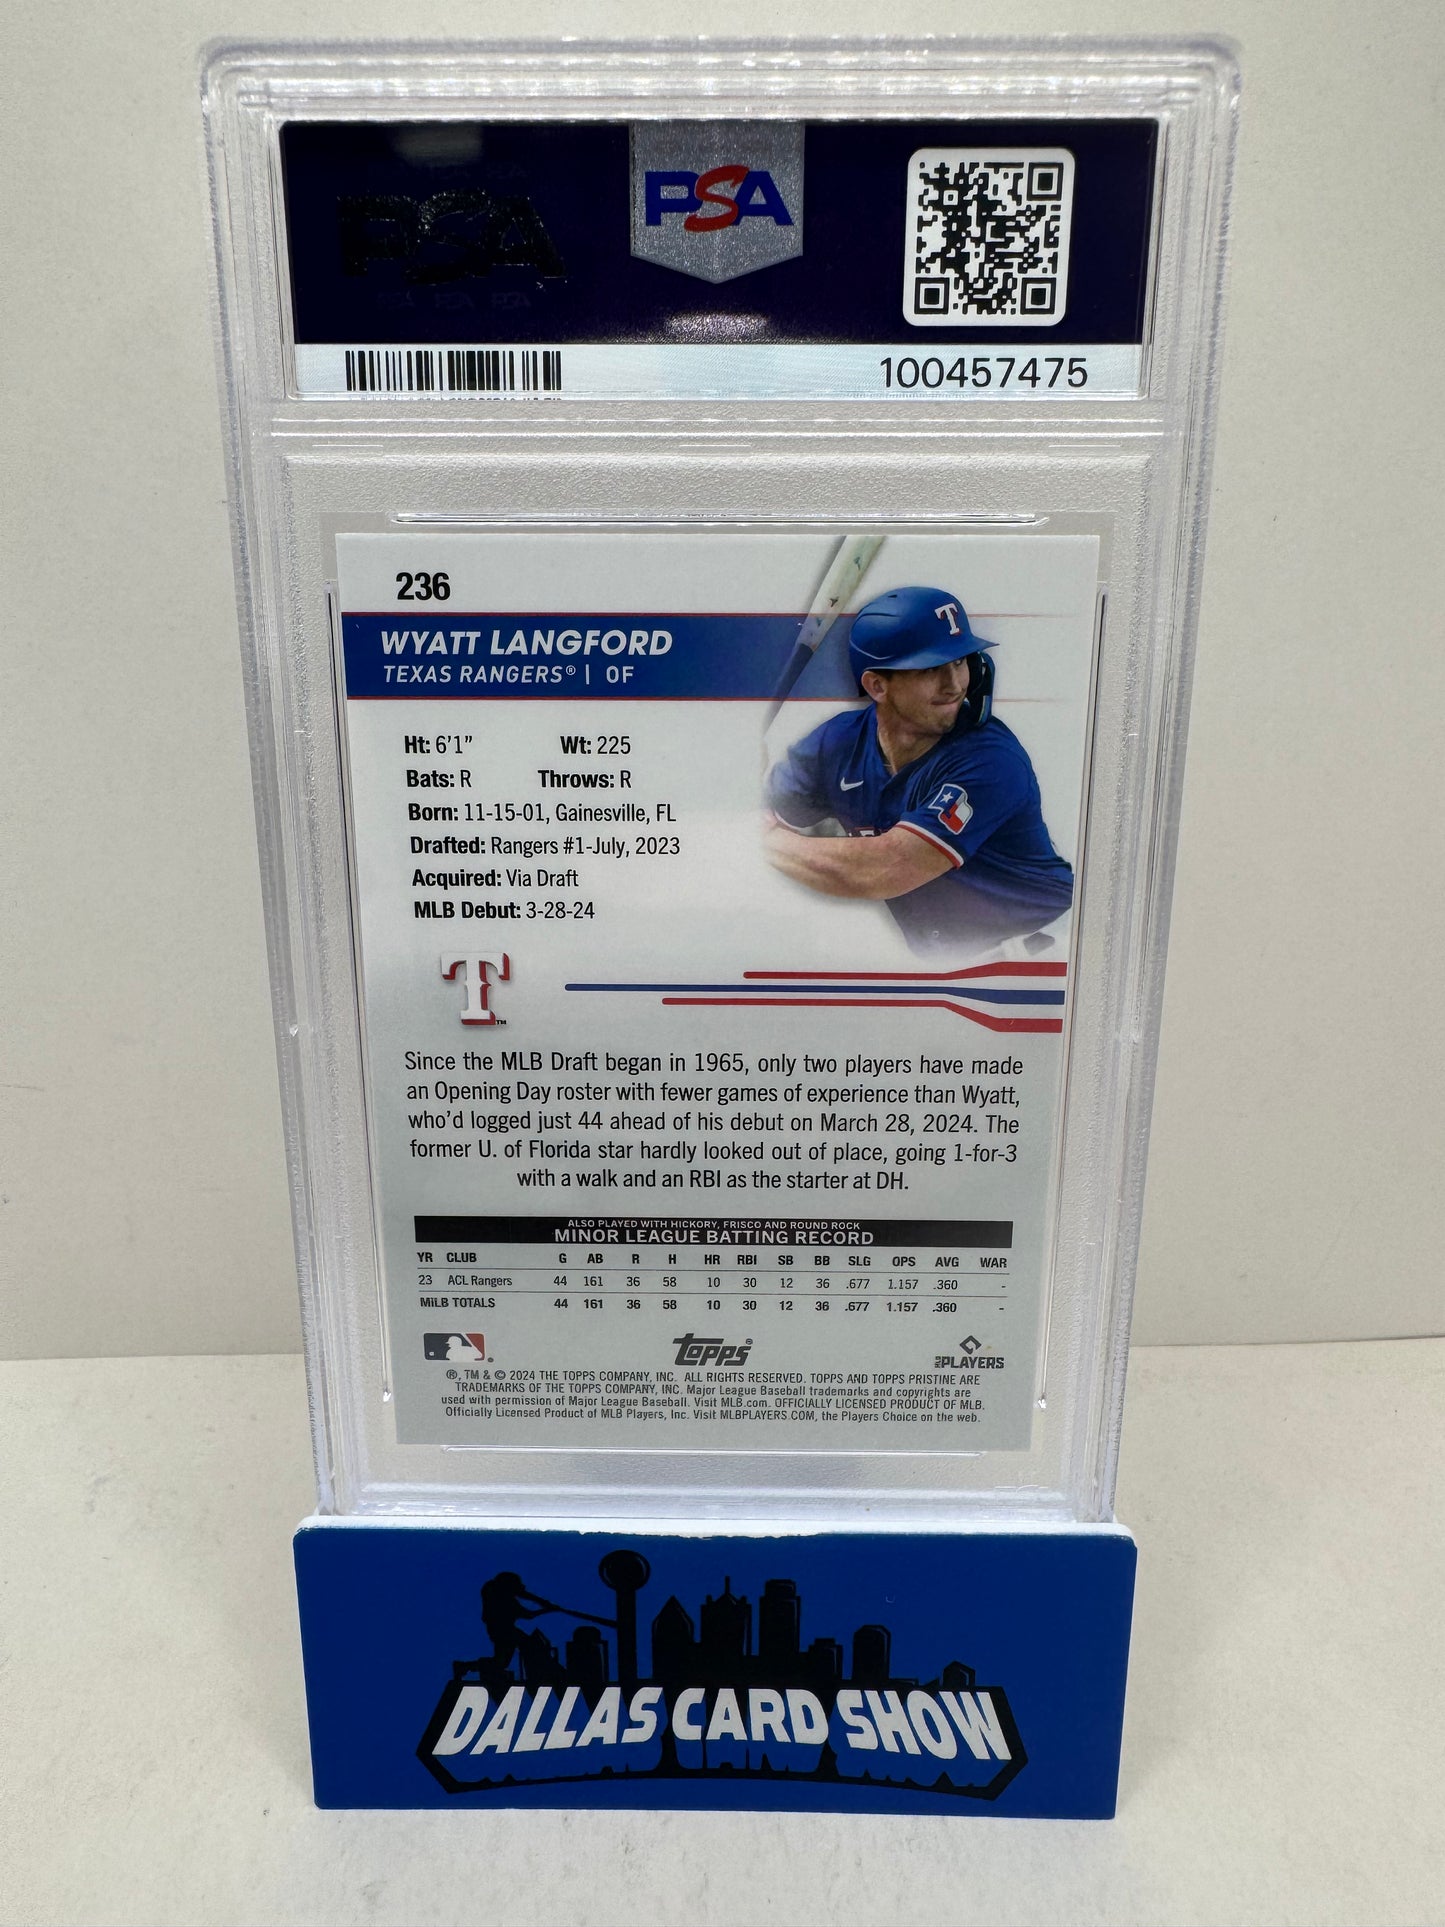 PSA
PSA
100457475
236
T
WYATT LANGFORD
TEXAS RANGERS® | OF
Ht: 6'1" Wt: 225
Bats: R Throws: R
Born: 11-15-01, Gainesville, FL
Drafted: Rangers #1-July, 2023
Acquired: Via Draft
MLB Debut: 3-28-24
T™
Since the MLB Draft began in 1965, only two players have made
an Opening Day roster with fewer games of experience than Wyatt,
who'd logged just 44 ahead of his debut on March 28, 2024. The
former U. of Florida star hardly looked out of place, going 1-for-3
with a walk and an RBI as the starter at DH.
ALSO PLAYED WITH HICKORY, FRISCO AND ROUND ROCK
MINOR LEAGUE BATTING RECORD
YR CLUB G AB R H HR RBI SB BB SLG OPS AVG WAR
23 ACL Rangers 44 161 36 58 10 30 12 36 .677 1.157 .360 -
MiLB TOTALS 44 161 36 58 10 30 12 36 .677 1.157 .360 -
topps® MLB PLAYERS
®, TM & © 2024 THE TOPPS COMPANY, INC. ALL RIGHTS RESERVED. TOPPS AND TOPPS PRISTINE ARE
TRADEMARKS OF THE TOPPS COMPANY, INC. Major League Baseball trademarks and copyrights are
used with permission of Major League Baseball. Visit MLB.com. OFFICIALLY LICENSED PRODUCT OF MLB.
Officially Licensed Product of MLB Players, Inc. Visit MLBPLAYERS.COM, the Players Choice on the web.
DALLAS CARD SHOW